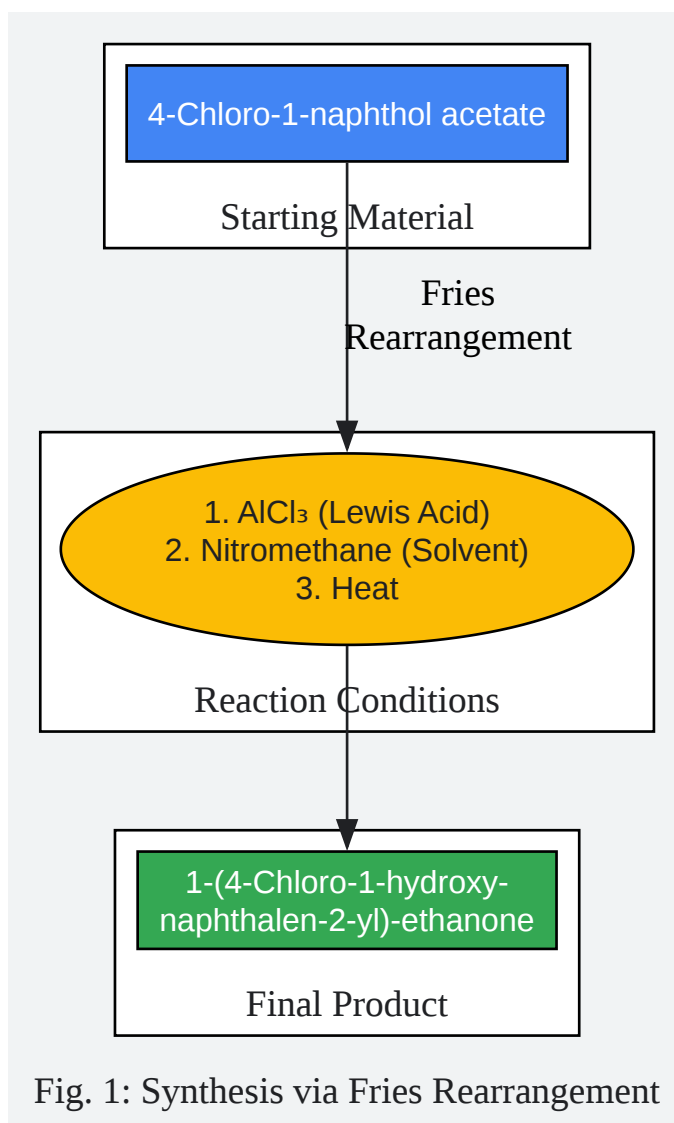 4-Chloro-1-naphthol acetate
Starting Material
Fries
Rearrangement
1. AlCl₃ (Lewis Acid)
2. Nitromethane (Solvent)
3. Heat
Reaction Conditions
1-(4-Chloro-1-hydroxy-
naphthalen-2-yl)-ethanone
Final Product
Fig. 1: Synthesis via Fries Rearrangement